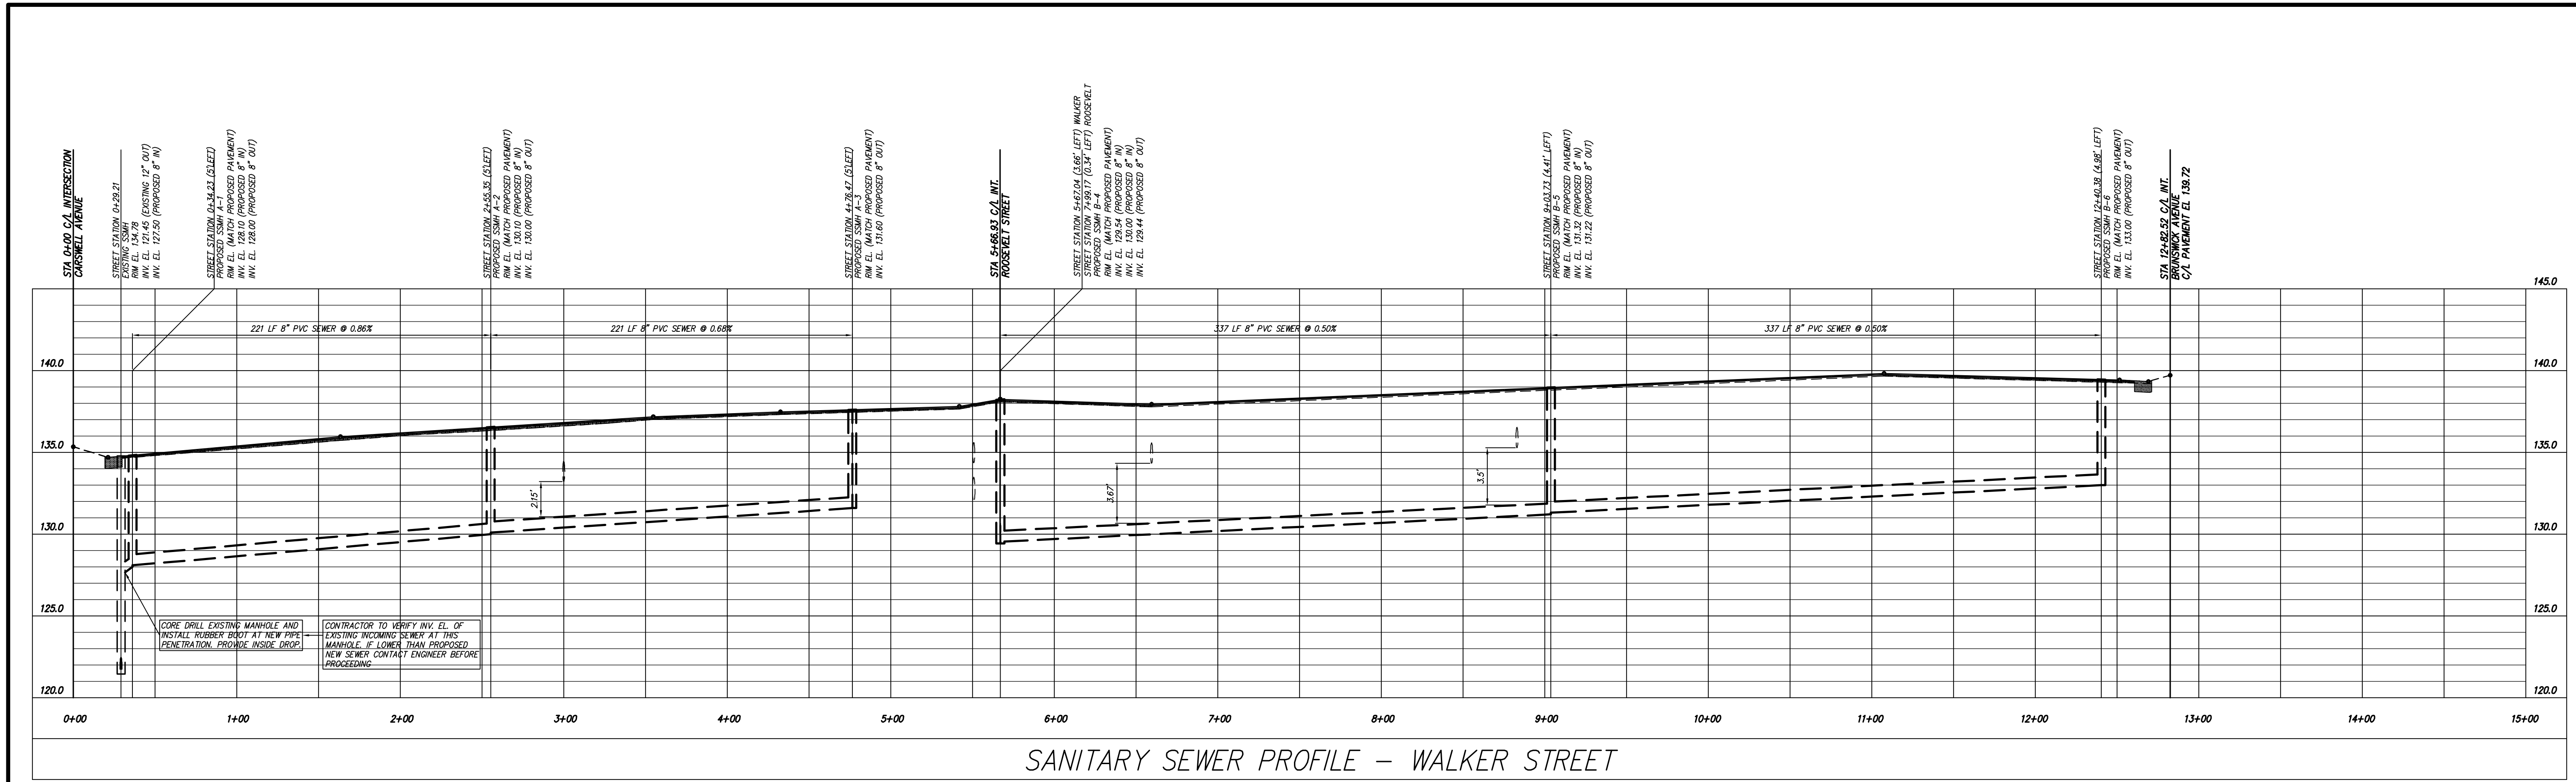 STA 0+00 C/L INTERSECTION
CARSWELL AVENUE
STREET STATION 0+29.21
EXISTING SSMH
RIM EL. 134.78
INV. EL. 121.45 (EXISTING 12" OUT)
INV. EL. 127.50 (PROPOSED 8" IN)
STREET STATION 0+34.23 (5'LEFT)
PROPOSED SSMH A-1
RIM EL. (MATCH PROPOSED PAVEMENT)
INV. EL. 128.10 (PROPOSED 8" IN)
INV. EL. 128.00 (PROPOSED 8" OUT)
STREET STATION 2+55.35 (5'LEFT)
PROPOSED SSMH A-2
RIM EL. (MATCH PROPOSED PAVEMENT)
INV. EL. 130.10 (PROPOSED 8" IN)
INV. EL. 130.00 (PROPOSED 8" OUT)
STREET STATION 4+76.47 (5'LEFT)
PROPOSED SSMH A-3
RIM EL. (MATCH PROPOSED PAVEMENT)
INV. EL. 131.60 (PROPOSED 8" OUT)
STA 5+66.93 C/L INT.
ROOSEVELT STREET
STREET STATION 5+67.04 (3.66' LEFT) WALKER
STREET STATION 7+99.17 (0.34' LEFT) ROOSEVELT
PROPOSED SSMH B-4
RIM EL. (MATCH PROPOSED PAVEMENT)
INV. EL. 129.54 (PROPOSED 8" IN)
INV. EL. 130.00 (PROPOSED 8" IN)
INV. EL. 129.44 (PROPOSED 8" OUT)
STREET STATION 9+03.73 (4.41' LEFT)
PROPOSED SSMH B-5
RIM EL. (MATCH PROPOSED PAVEMENT)
INV. EL. 131.32 (PROPOSED 8" IN)
INV. EL. 131.22 (PROPOSED 8" OUT)
STREET STATION 12+40.38 (4.98' LEFT)
PROPOSED SSMH B-6
RIM EL. (MATCH PROPOSED PAVEMENT)
INV. EL. 133.00 (PROPOSED 8" OUT)
STA 12+82.52 C/L INT.
BRUNSWICK AVENUE
C/L PAVEMENT EL 139.72
145.0
221 LF 8" PVC SEWER @ 0.86%
221 LF 8" PVC SEWER @ 0.68%
337 LF 8" PVC SEWER @ 0.50%
337 LF 8" PVC SEWER @ 0.50%
140.0
140.0
135.0
135.0
2.15'
3.67'
3.5'
130.0
130.0
125.0
125.0
CORE DRILL EXISTING MANHOLE AND
INSTALL RUBBER BOOT AT NEW PIPE
PENETRATION. PROVIDE INSIDE DROP.
CONTRACTOR TO VERIFY INV. EL. OF
EXISTING INCOMING SEWER AT THIS
MANHOLE. IF LOWER THAN PROPOSED
NEW SEWER CONTACT ENGINEER BEFORE
PROCEEDING
120.0
120.0
0+00 1+00 2+00 3+00 4+00 5+00 6+00 7+00 8+00 9+00 10+00 11+00 12+00 13+00 14+00 15+00
SANITARY SEWER PROFILE - WALKER STREET